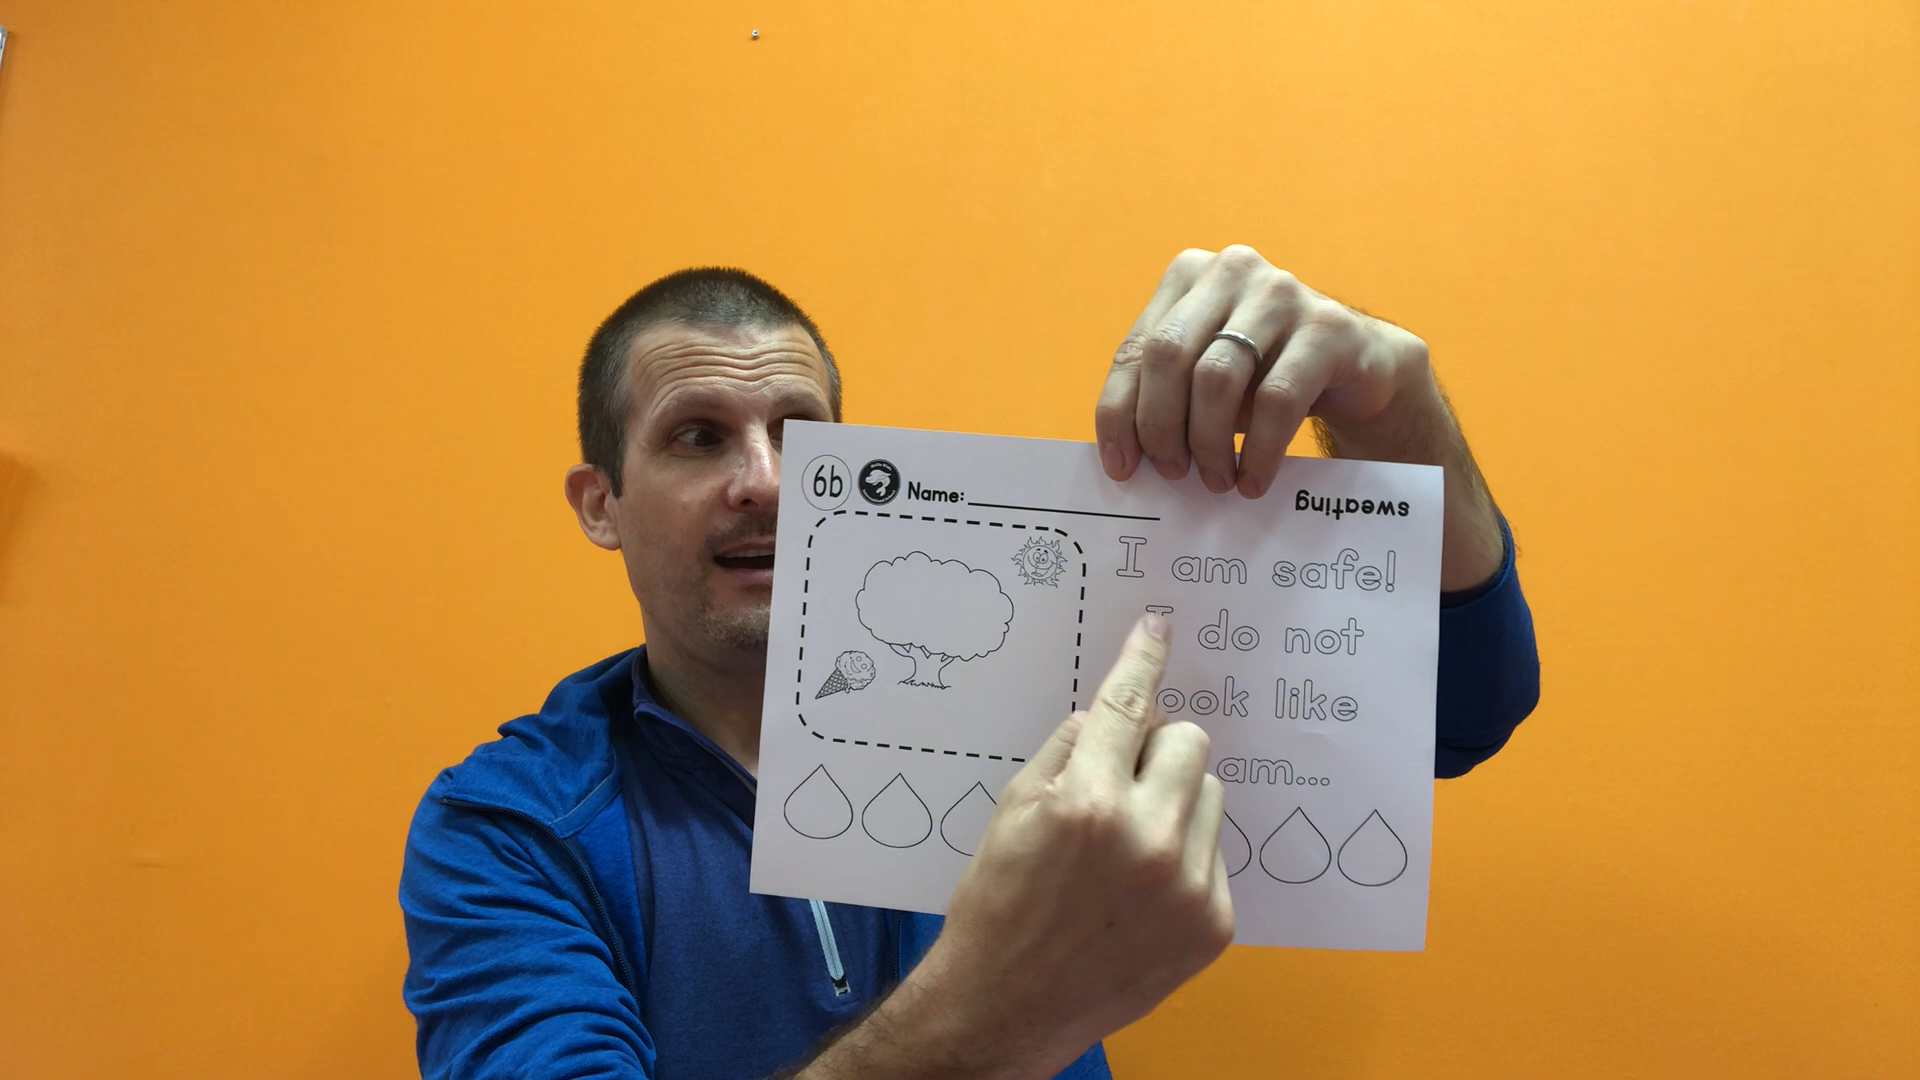 6b Name:
sweating
I am safe!
I do not
ook like
am...